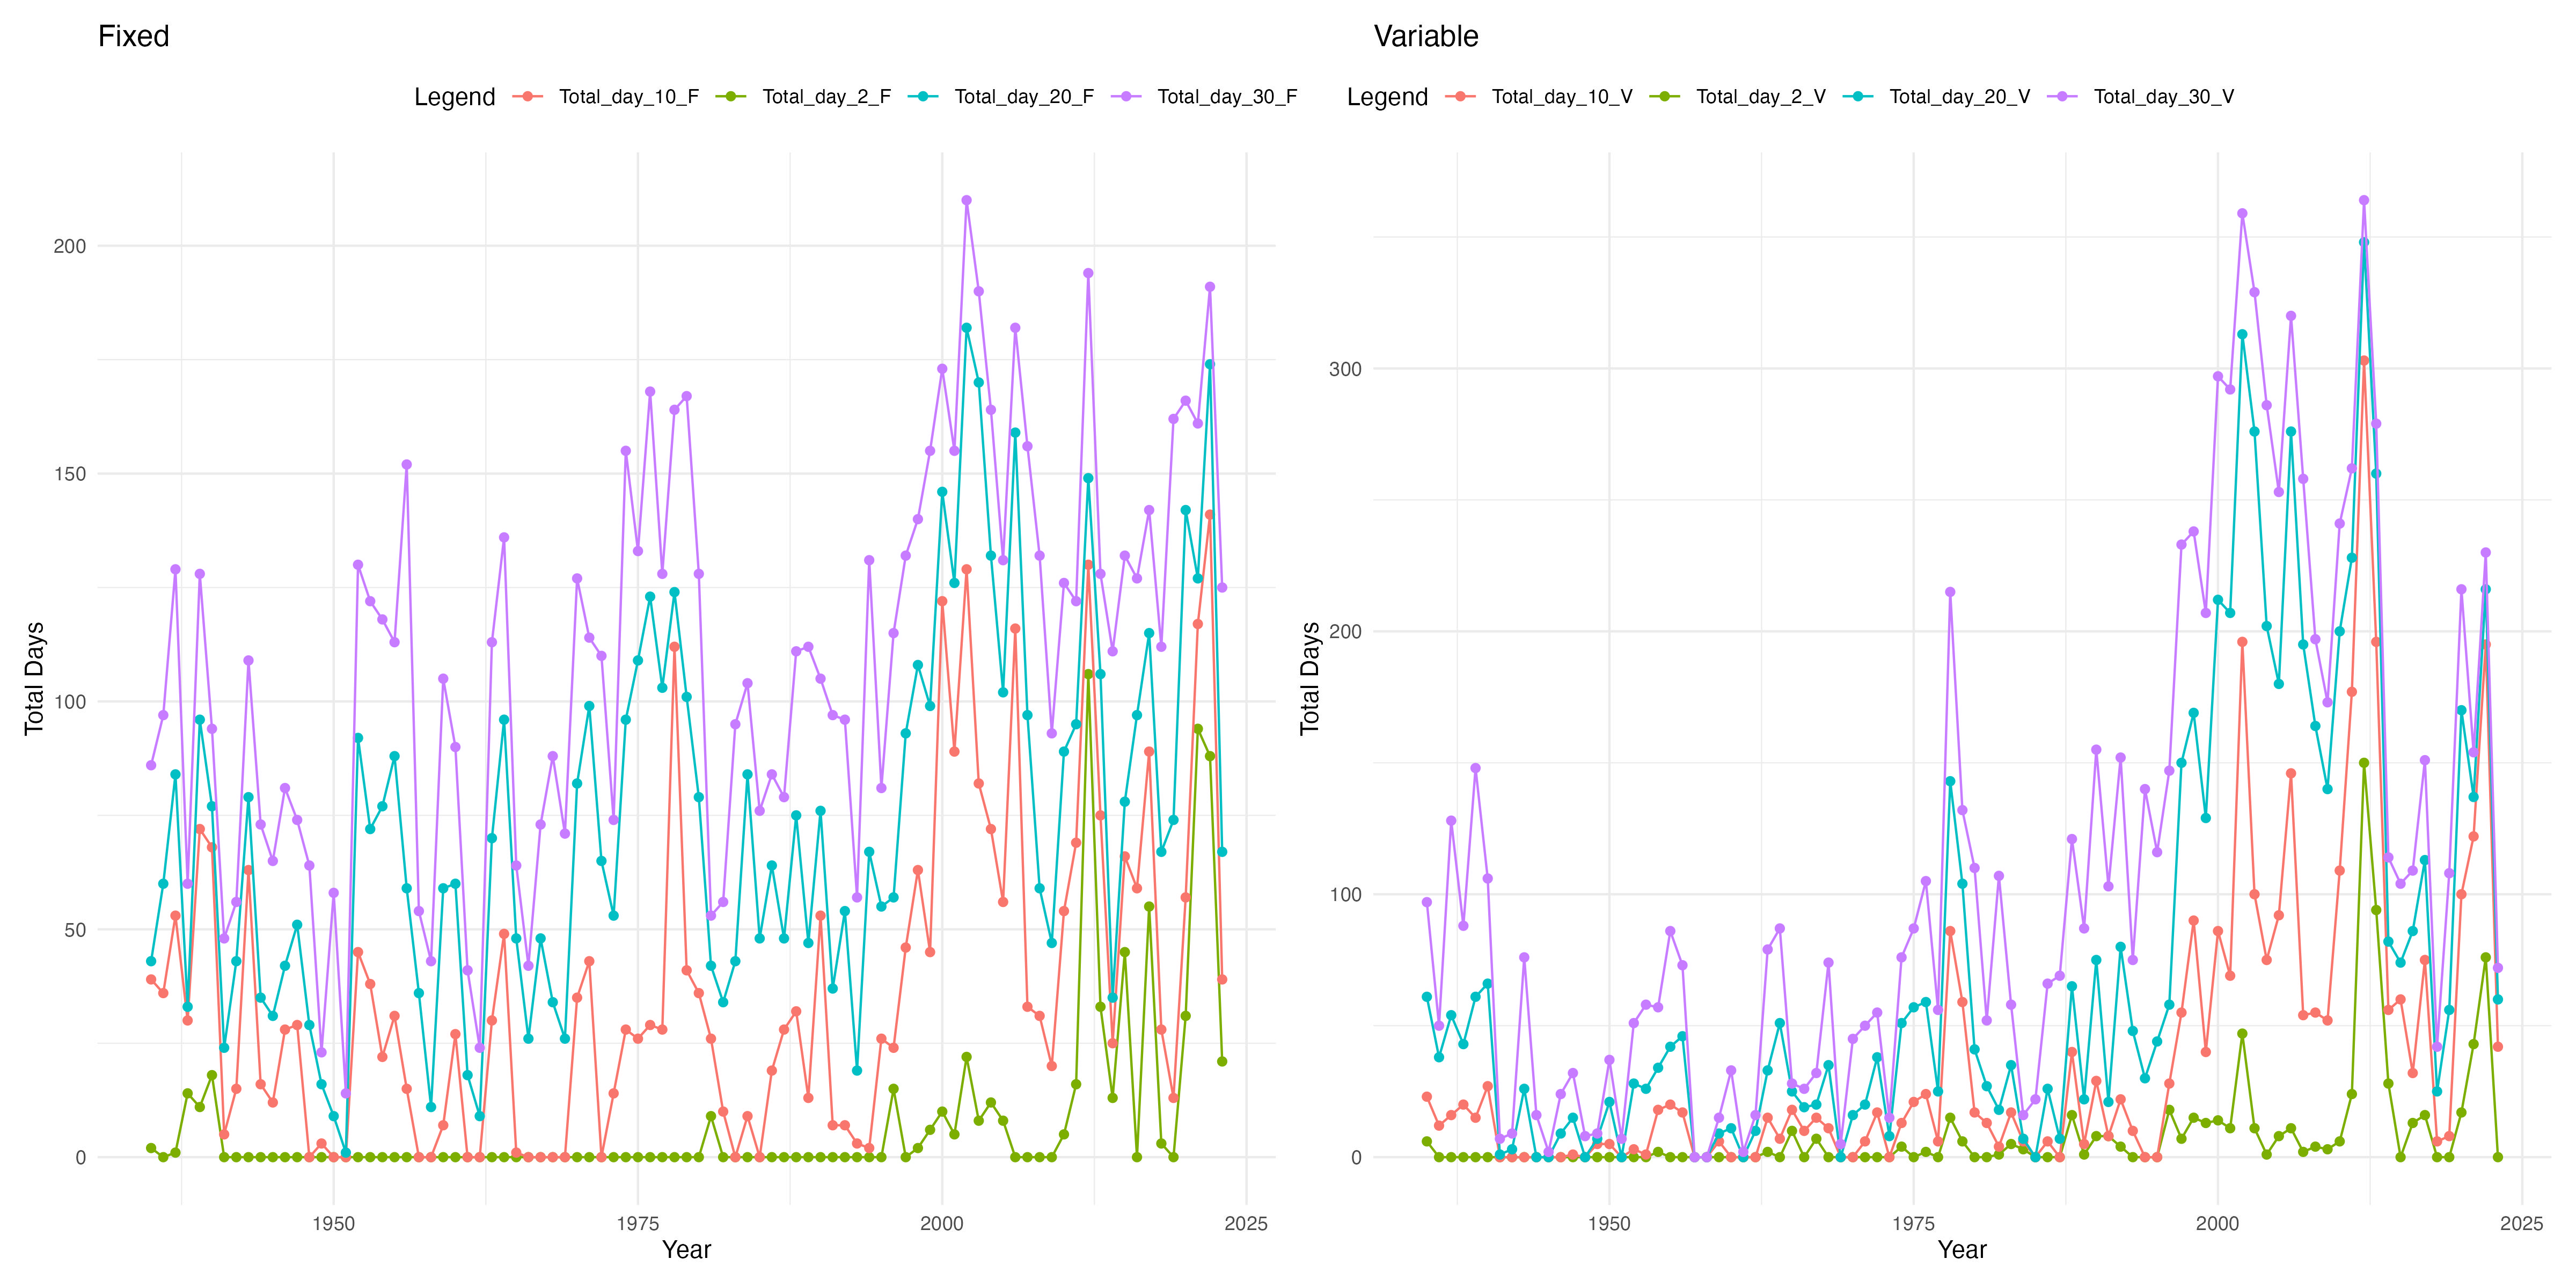 Fixed
Legend Total_day_10_F Total_day_2_F Total_day_20_F Total_day_30_F
Total Days
200
150
100
50
0
1950 1975 2000 2025
Year
Variable
Legend Total_day_10_V Total_day_2_V Total_day_20_V Total_day_30_V
Total Days
300
200
100
0
1950 1975 2000 2025
Year